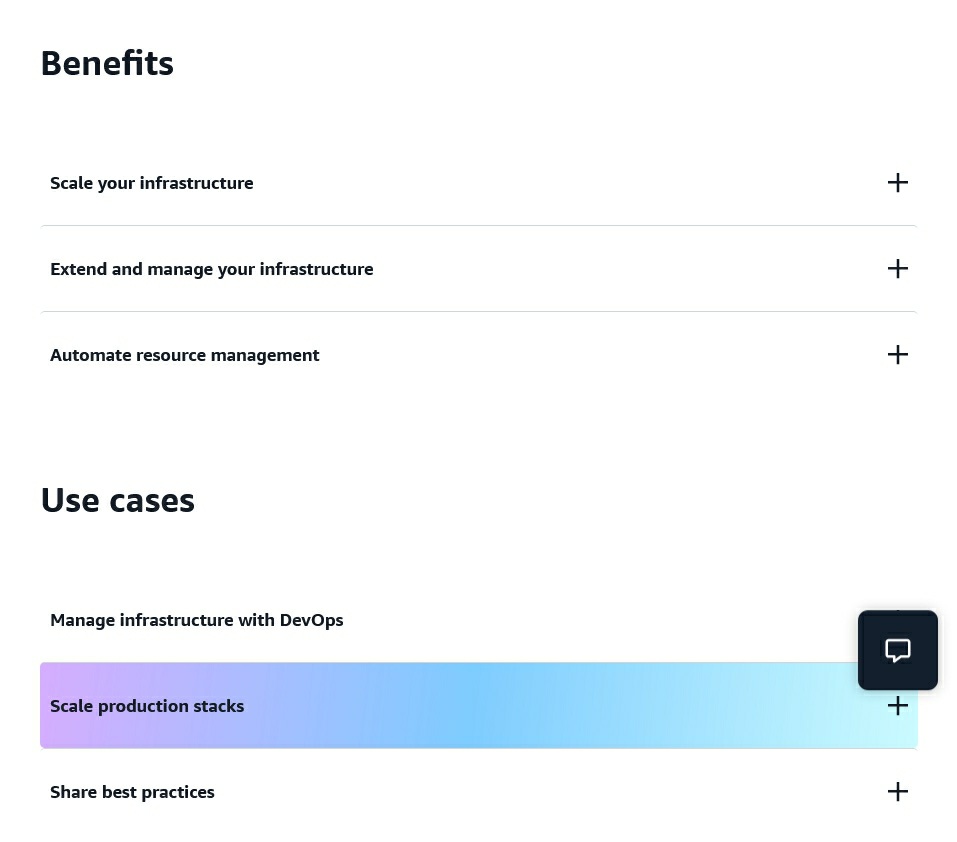 Benefits
Scale your infrastructure
Extend and manage your infrastructure
Automate resource management
Use cases
Manage infrastructure with DevOps
Scale production stacks
Share best practices